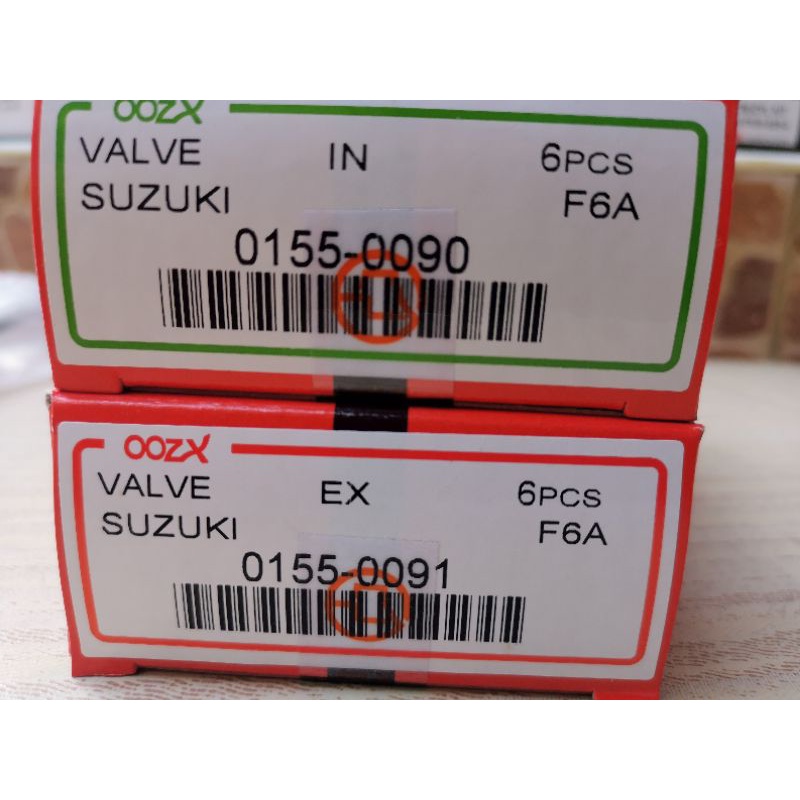 OOZX
VALVE IN 6PCS
SUZUKI F6A
0155-0090
OOZX
VALVE EX 6PCS
SUZUKI F6A
0155-0091